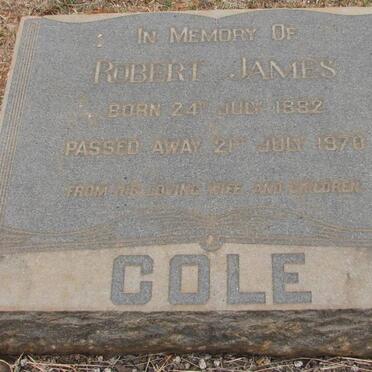 IN MEMORY OF
ROBERT JAMES
BORN 24TH JULY 1892
PASSED AWAY 21ST JULY 1970
FROM HIS LOVING WIFE AND CHILDREN
COLE